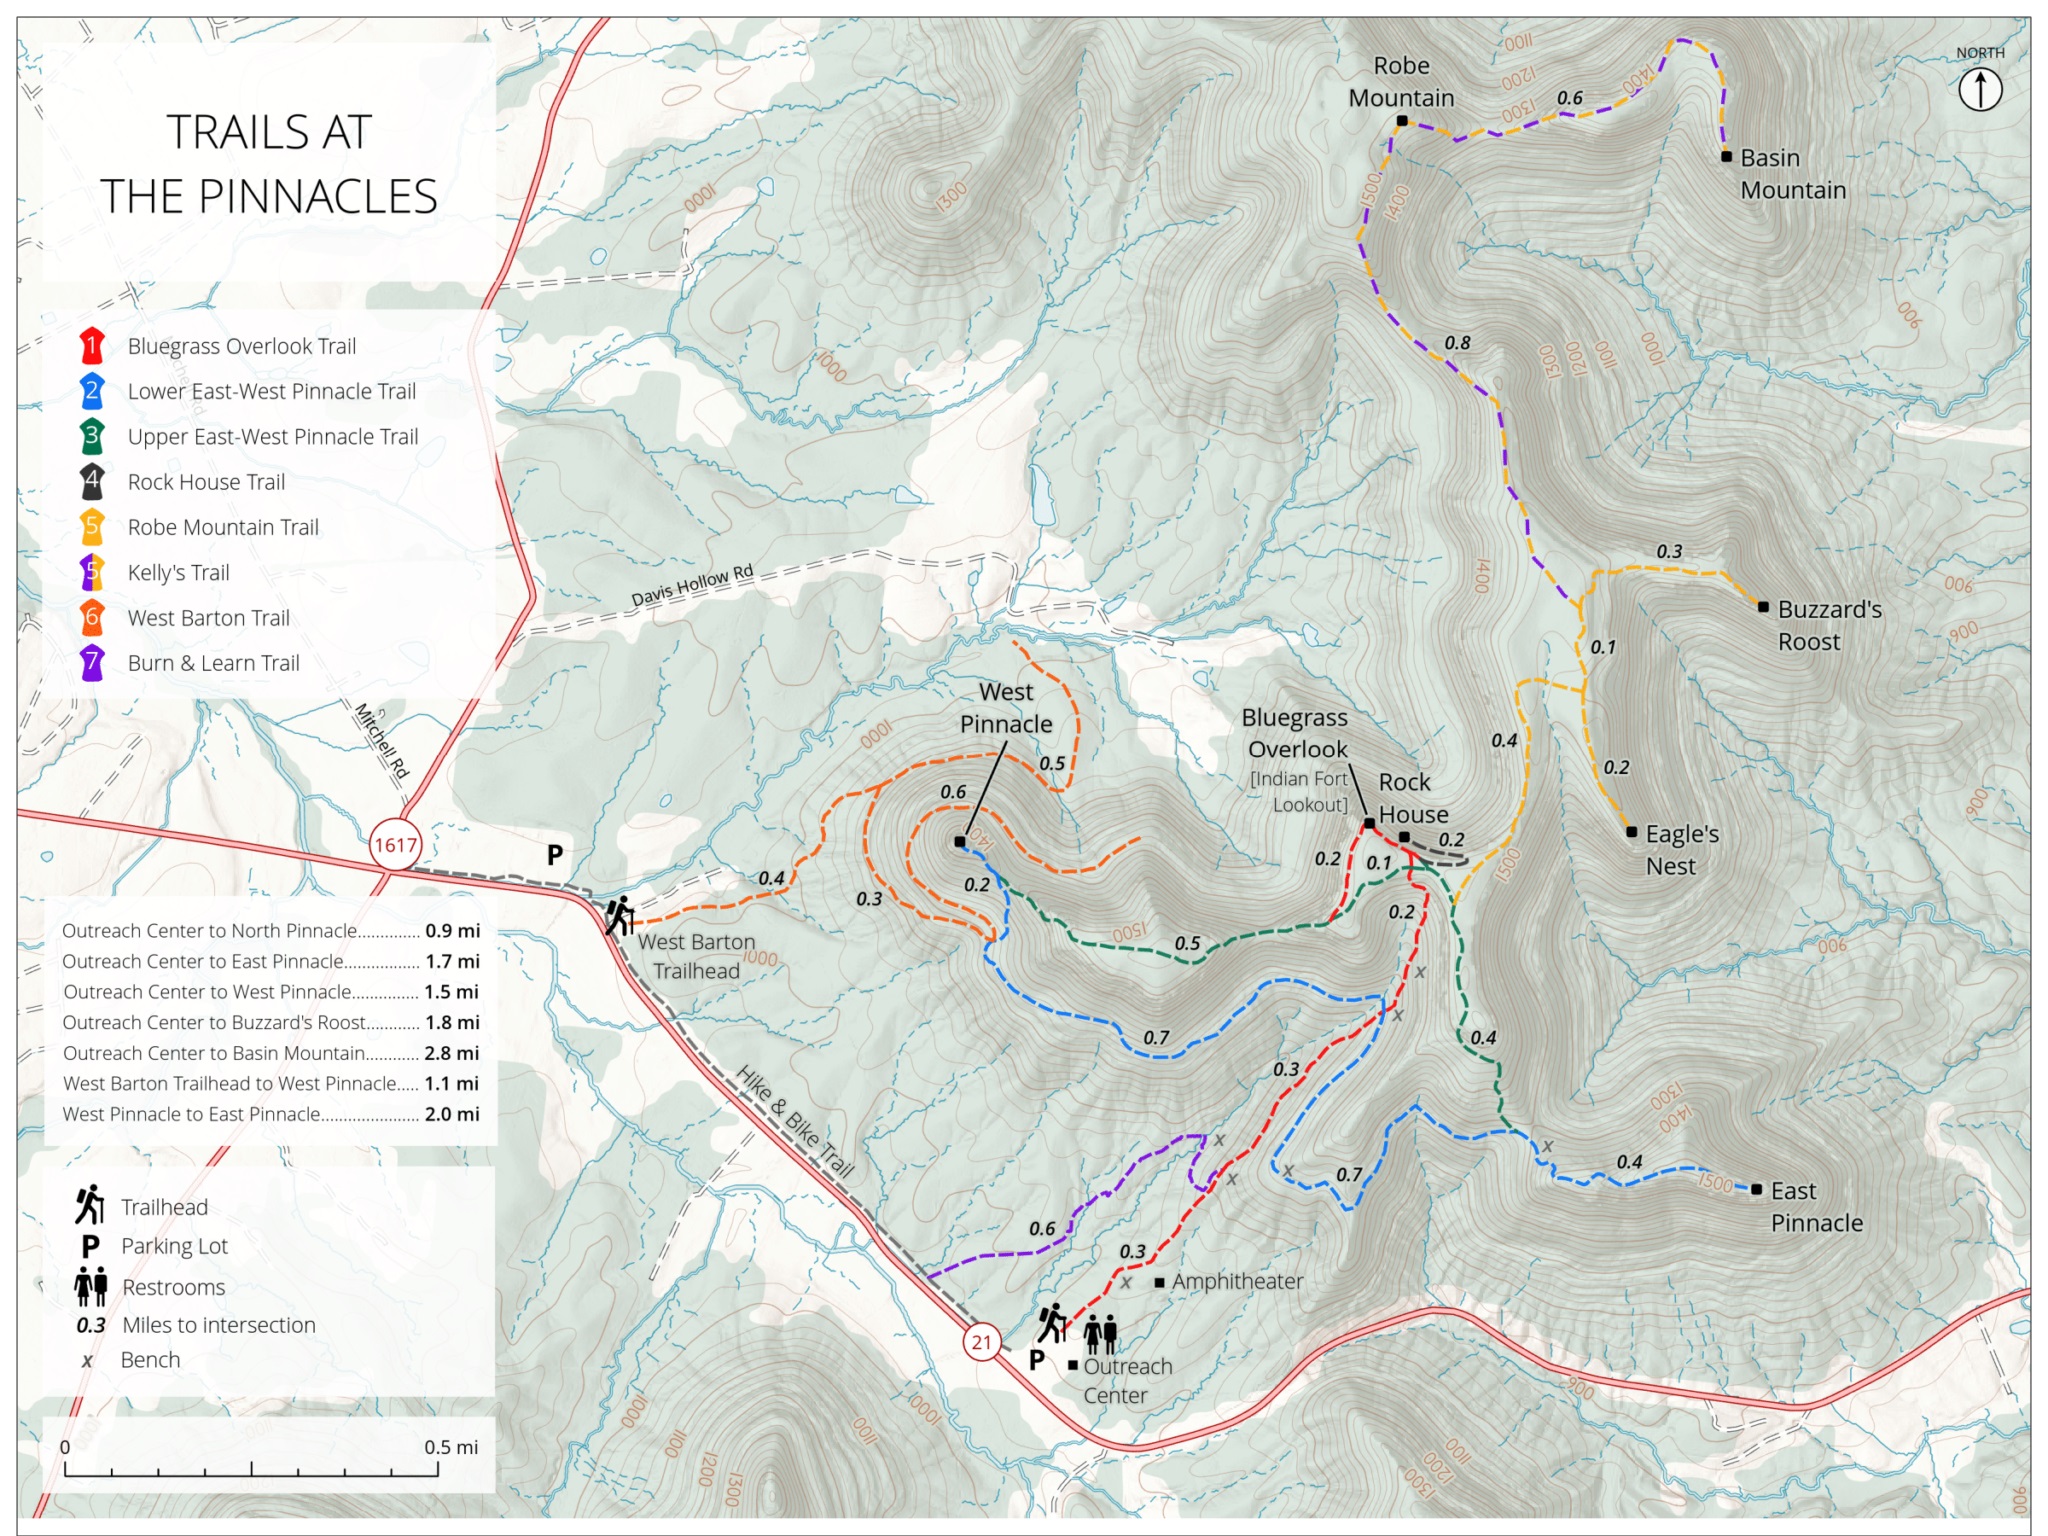 TRAILS AT
THE PINNACLES
1 Bluegrass Overlook Trail
2 Lower East-West Pinnacle Trail
3 Upper East-West Pinnacle Trail
4 Rock House Trail
5 Robe Mountain Trail
5 Kelly's Trail
6 West Barton Trail
7 Burn & Learn Trail
Outreach Center to North Pinnacle.............. 0.9 mi
Outreach Center to East Pinnacle................. 1.7 mi
Outreach Center to West Pinnacle............... 1.5 mi
Outreach Center to Buzzard's Roost........... 1.8 mi
Outreach Center to Basin Mountain............ 2.8 mi
West Barton Trailhead to West Pinnacle..... 1.1 mi
West Pinnacle to East Pinnacle...................... 2.0 mi
Trailhead
P Parking Lot
Restrooms
0.3 Miles to intersection
x Bench
0
0.5 mi
NORTH
Robe
Mountain
0.6
Basin
Mountain
1100
1200
1300
1400
1500
1400
1300
1000
0.8
1300
1200
1100
1000
900
1000
Davis Hollow Rd
Mitchell Rd
1400
0.3
Buzzard's
Roost
900
900
0.1
0.4
0.2
Eagle's
Nest
900
900
1500
West
Pinnacle
1000
0.5
0.6
1400
0.2
0.3
0.4
Bluegrass
Overlook
[Indian Fort
Lookout]
Rock
House
0.2
0.2
0.1
0.2
1617
P
West Barton
Trailhead
1000
1500
0.5
0.7
x
x
0.3
0.4
1300
1400
Hike & Bike Trail
x
x
x
0.7
x
0.4
1500
East
Pinnacle
0.6
0.3
x
Amphitheater
21
P
Outreach
Center
900
1000
1100
1200
1300
1100
1000
1100
1200
1300
900